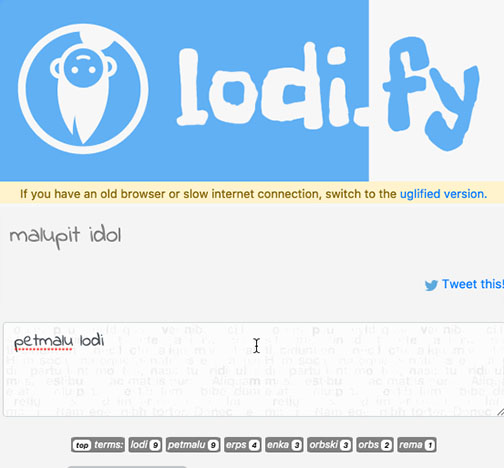 lodi.fy
If you have an old browser or slow internet connection, switch to the uglified version.
malupit idol
Tweet this!
petmalu lodi
top terms: lodi 9 petmalu 9 erps 4 enka 3 orbski 3 orbs 2 rema 1